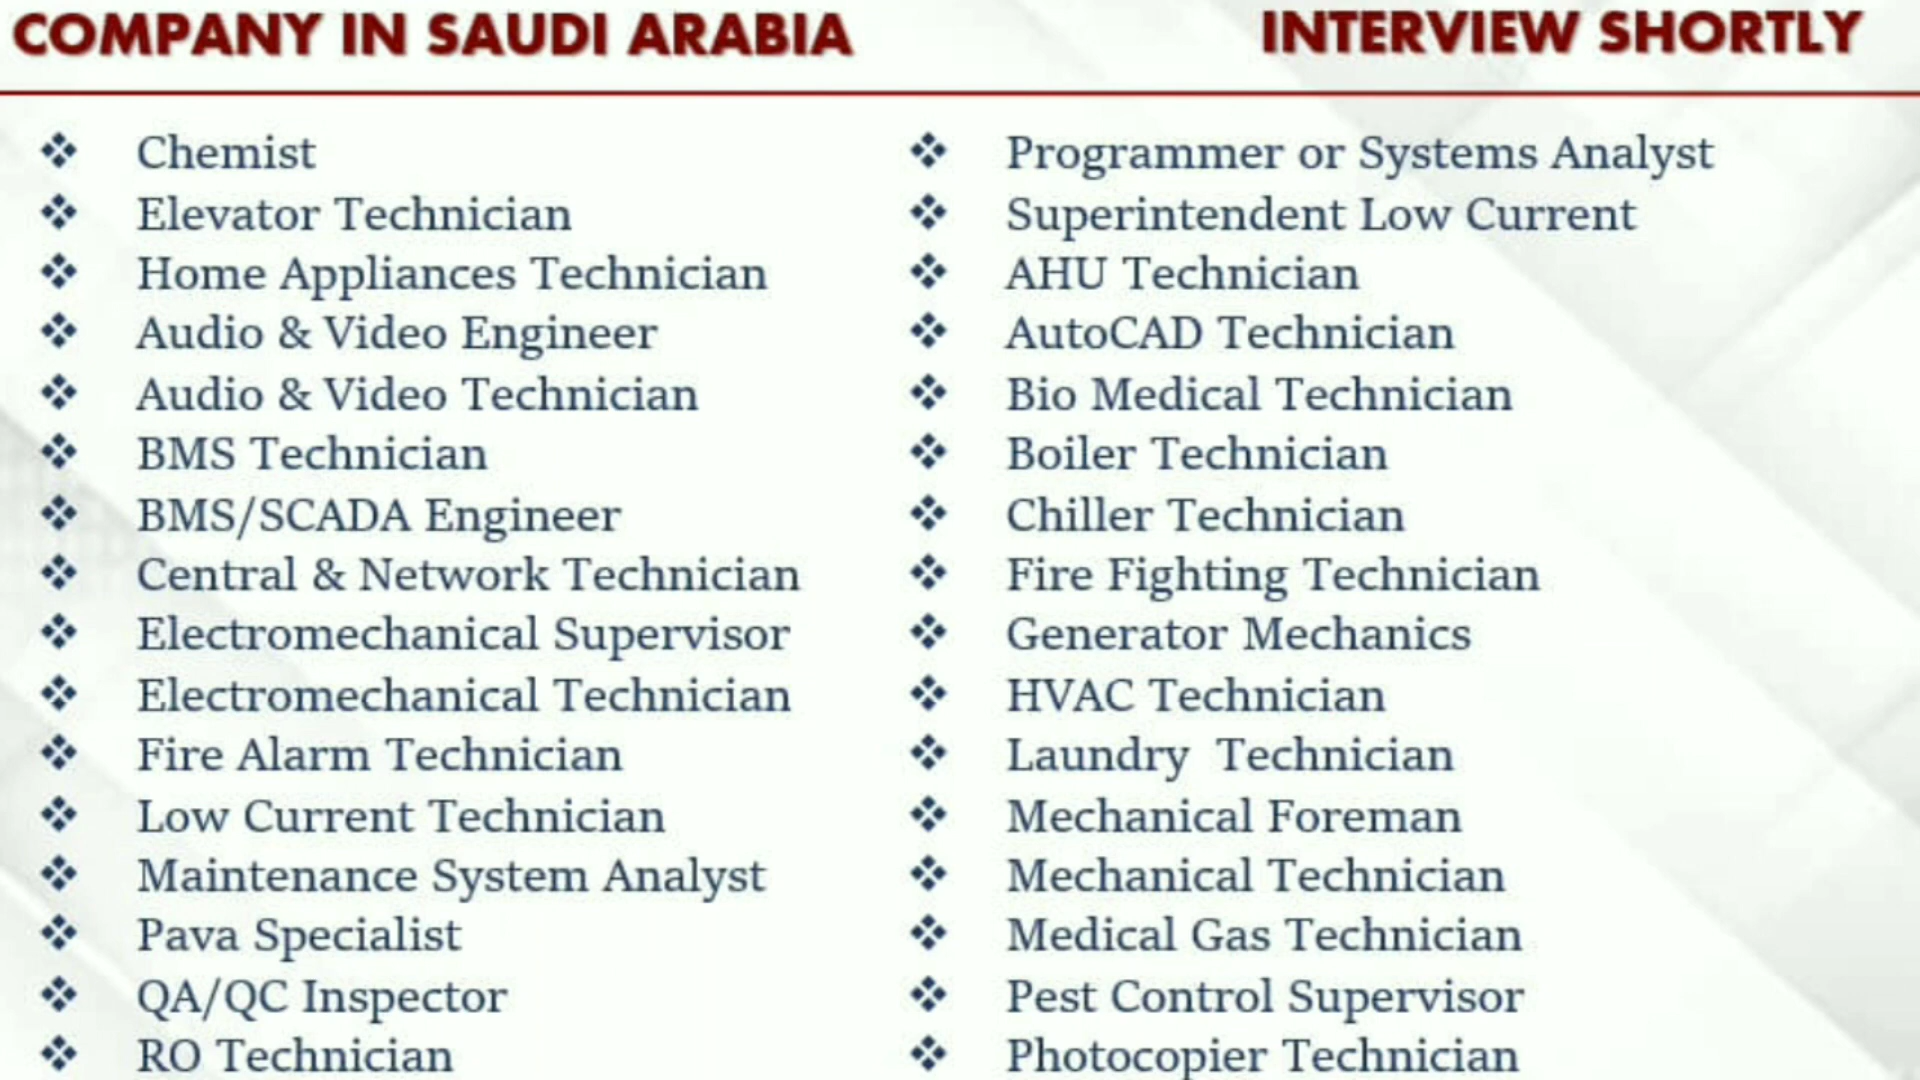 COMPANY IN SAUDI ARABIA
INTERVIEW SHORTLY
Chemist
Elevator Technician
Home Appliances Technician
Audio & Video Engineer
Audio & Video Technician
BMS Technician
BMS/SCADA Engineer
Central & Network Technician
Electromechanical Supervisor
Electromechanical Technician
Fire Alarm Technician
Low Current Technician
Maintenance System Analyst
Pava Specialist
QA/QC Inspector
RO Technician
Programmer or Systems Analyst
Superintendent Low Current
AHU Technician
AutoCAD Technician
Bio Medical Technician
Boiler Technician
Chiller Technician
Fire Fighting Technician
Generator Mechanics
HVAC Technician
Laundry  Technician
Mechanical Foreman
Mechanical Technician
Medical Gas Technician
Pest Control Supervisor
Photocopier Technician